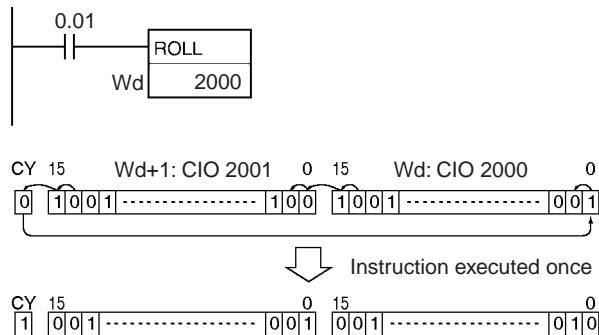 0.01
ROLL
Wd 2000
CY 15 Wd+1: CIO 2001 0 15 Wd: CIO 2000 0
0 1 0 0 1 1 0 0 1 0 0 1 0 0 1
Instruction executed once
CY 15 0 15 0
1 0 0 1 0 0 1 0 0 1 0 1 0